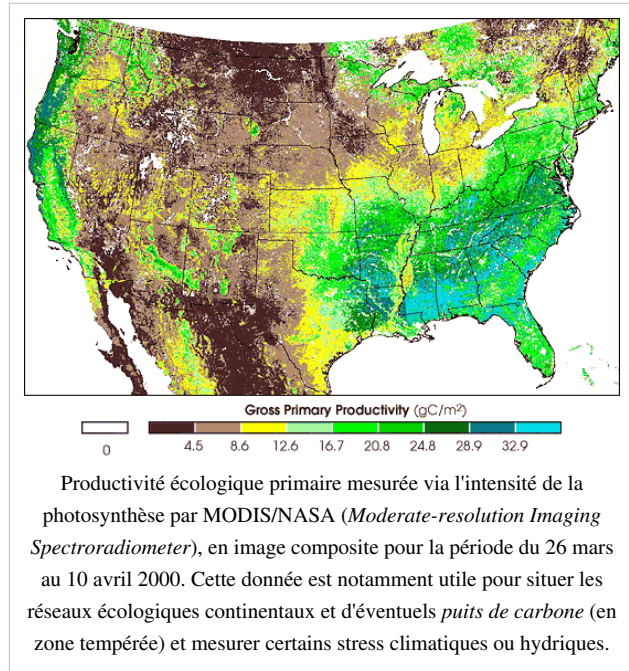 Gross Primary Productivity (gC/m²)
0 4.5 8.6 12.6 16.7 20.8 24.8 28.9 32.9
Productivité écologique primaire mesurée via l'intensité de la
photosynthèse par MODIS/NASA (Moderate-resolution Imaging
Spectroradiometer), en image composite pour la période du 26 mars
au 10 avril 2000. Cette donnée est notamment utile pour situer les
réseaux écologiques continentaux et d'éventuels puits de carbone (en
zone tempérée) et mesurer certains stress climatiques ou hydriques.